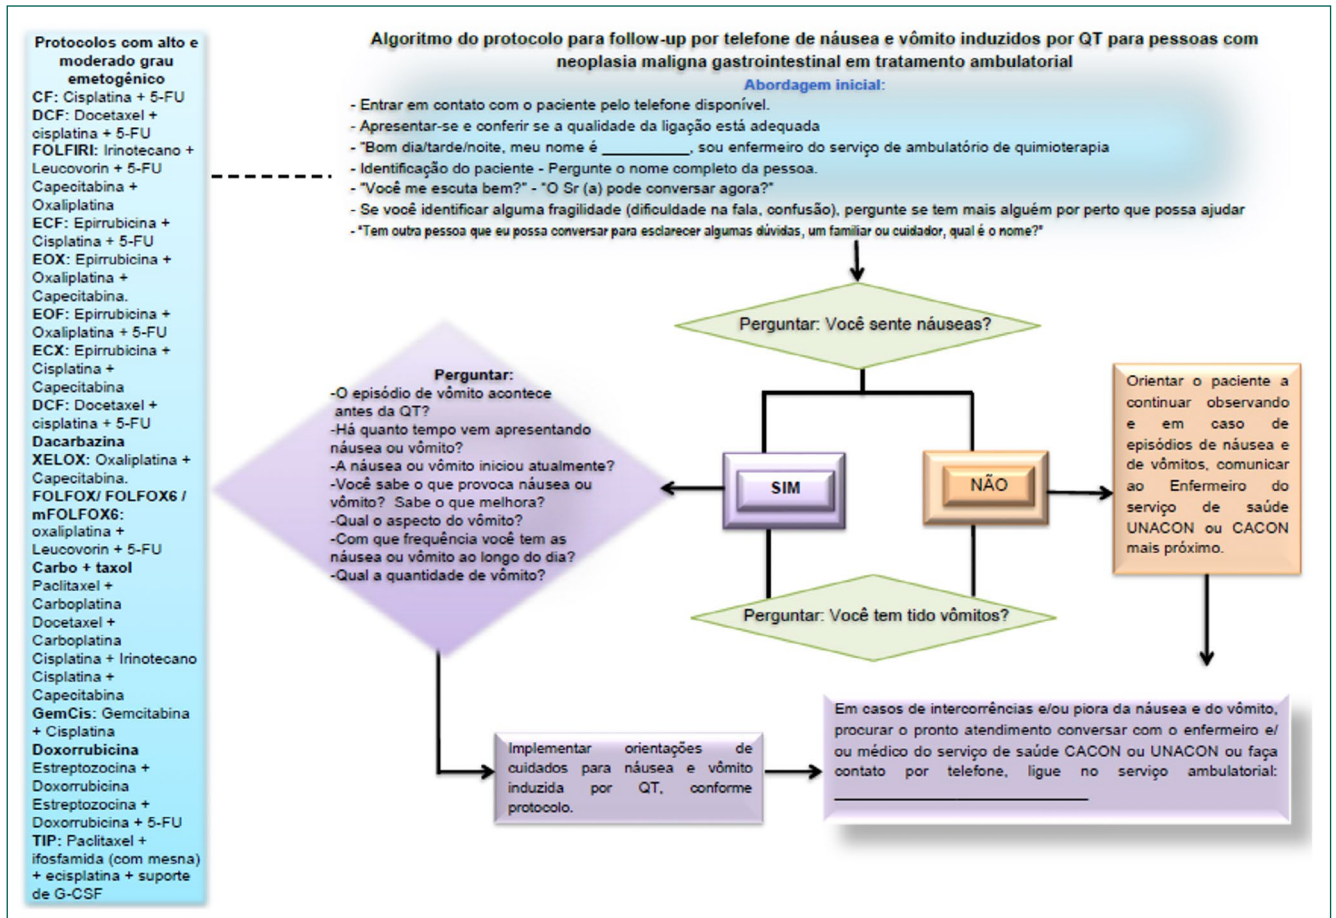 Protocolos com alto e
moderado grau
emetogênico
CF: Cisplatina + 5-FU
DCF: Docetaxel +
cisplatina + 5-FU
FOLFIRI: Irinotecano +
Leucovorin + 5-FU
Capecitabina +
Oxaliplatina
ECF: Epirrubicina +
Cisplatina + 5-FU
EOX: Epirrubicina +
Oxaliplatina +
Capecitabina.
EOF: Epirrubicina +
Oxaliplatina + 5-FU
ECX: Epirrubicina +
Cisplatina +
Capecitabina
DCF: Docetaxel +
cisplatina + 5-FU
Dacarbazina
XELOX: Oxaliplatina +
Capecitabina.
FOLFOX/ FOLFOX6 /
mFOLFOX6:
oxaliplatina +
Leucovorin + 5-FU
Carbo + taxol
Paclitaxel +
Carboplatina
Docetaxel +
Carboplatina
Cisplatina + Irinotecano
Cisplatina +
Capecitabina
GemCis: Gemcitabina
+ Cisplatina
Doxorrubicina
Estreptozocina +
Doxorrubicina
Estreptozocina +
Doxorrubicina + 5-FU
TIP: Paclitaxel +
ifosfamida (com mesna)
+ ecisplatina + suporte
de G-CSF
Algoritmo do protocolo para follow-up por telefone de náusea e vômito induzidos por QT para pessoas com
neoplasia maligna gastrointestinal em tratamento ambulatorial
Abordagem inicial:
- Entrar em contato com o paciente pelo telefone disponível.
- Apresentar-se e conferir se a qualidade da ligação está adequada
- "Bom dia/tarde/noite, meu nome é __________, sou enfermeiro do serviço de ambulatório de quimioterapia
- Identificação do paciente - Pergunte o nome completo da pessoa.
- "Você me escuta bem?" - "O Sr (a) pode conversar agora?"
- Se você identificar alguma fragilidade (dificuldade na fala, confusão), pergunte se tem mais alguém por perto que possa ajudar
- "Tem outra pessoa que eu possa conversar para esclarecer algumas dúvidas, um familiar ou cuidador, qual é o nome?"
Perguntar: Você sente náuseas?
Perguntar:
-O episódio de vômito acontece
antes da QT?
-Há quanto tempo vem apresentando
náusea ou vômito?
-A náusea ou vômito iniciou atualmente?
-Você sabe o que provoca náusea ou
vômito? Sabe o que melhora?
-Qual o aspecto do vômito?
-Com que frequência você tem as
náusea ou vômito ao longo do dia?
-Qual a quantidade de vômito?
SIM
NÃO
Orientar o paciente a
continuar observando
e em caso de
episódios de náusea e
de vômitos, comunicar
ao Enfermeiro do
serviço de saúde
UNACON ou CACON
mais próximo.
Perguntar: Você tem tido vômitos?
Implementar orientações de
cuidados para náusea e vômito
induzida por QT, conforme
protocolo.
Em casos de intercorrências e/ou piora da náusea e do vômito,
procurar o pronto atendimento conversar com o enfermeiro e/
ou médico do serviço de saúde CACON ou UNACON ou faça
contato por telefone, ligue no serviço ambulatorial:
______________________________